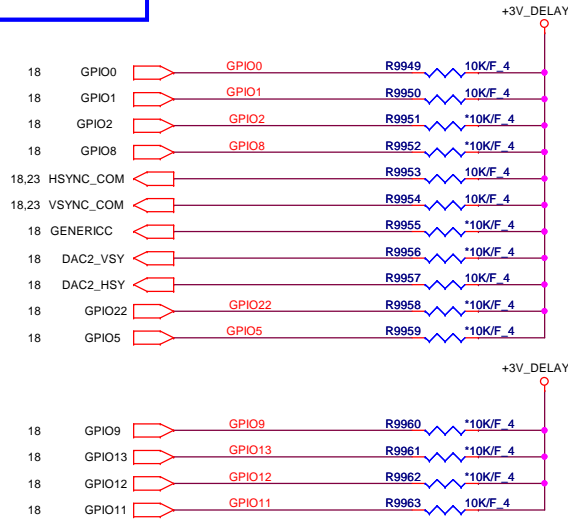 +3V_DELAY
18 GPIO0 GPIO0 R9949 10K/F_4
18 GPIO1 GPIO1 R9950 10K/F_4
18 GPIO2 GPIO2 R9951 *10K/F_4
18 GPIO8 GPIO8 R9952 *10K/F_4
18,23 HSYNC_COM R9953 10K/F_4
18,23 VSYNC_COM R9954 10K/F_4
18 GENERICC R9955 *10K/F_4
18 DAC2_VSY R9956 *10K/F_4
18 DAC2_HSY R9957 10K/F_4
18 GPIO22 GPIO22 R9958 *10K/F_4
18 GPIO5 GPIO5 R9959 *10K/F_4
+3V_DELAY
18 GPIO9 GPIO9 R9960 *10K/F_4
18 GPIO13 GPIO13 R9961 *10K/F_4
18 GPIO12 GPIO12 R9962 *10K/F_4
18 GPIO11 GPIO11 R9963 10K/F_4